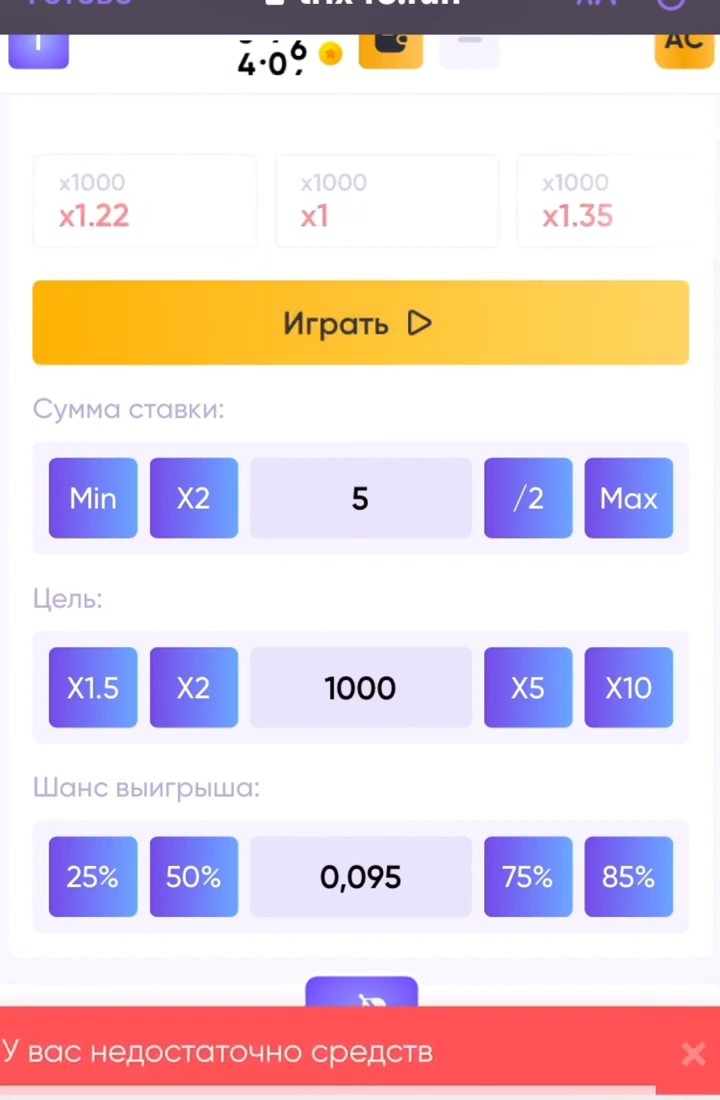 AC
x1000 x1000 x1000
x1.22 x1 x1.35
Играть
Сумма ставки:
Min X2 5 /2 Max
Цель:
X1.5 X2 1000 X5 X10
Шанс выигрыша:
25% 50% 0,095 75% 85%
У вас недостаточно средств